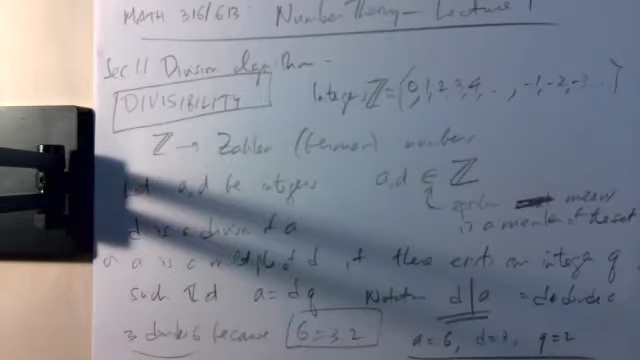 MATH 316/613 Number Theory - Lecture 1
Sec 1.1 Division algorithm -
DIVISIBILITY Integers ℤ = (0, 1, 2, 3, 4, . . , -1, -2, -3 . . )
ℤ → Zahlen (German) numbers
a, d be integers a, d ∈ ℤ
epsilon means
d is a divisor of a is a member of the set
or a is a multiple of d if there exists an integer q
such that a = dq Notation d|a = d divides a
3 divides 6 because 6 = 3.2 a = 6, d = 3, q = 2